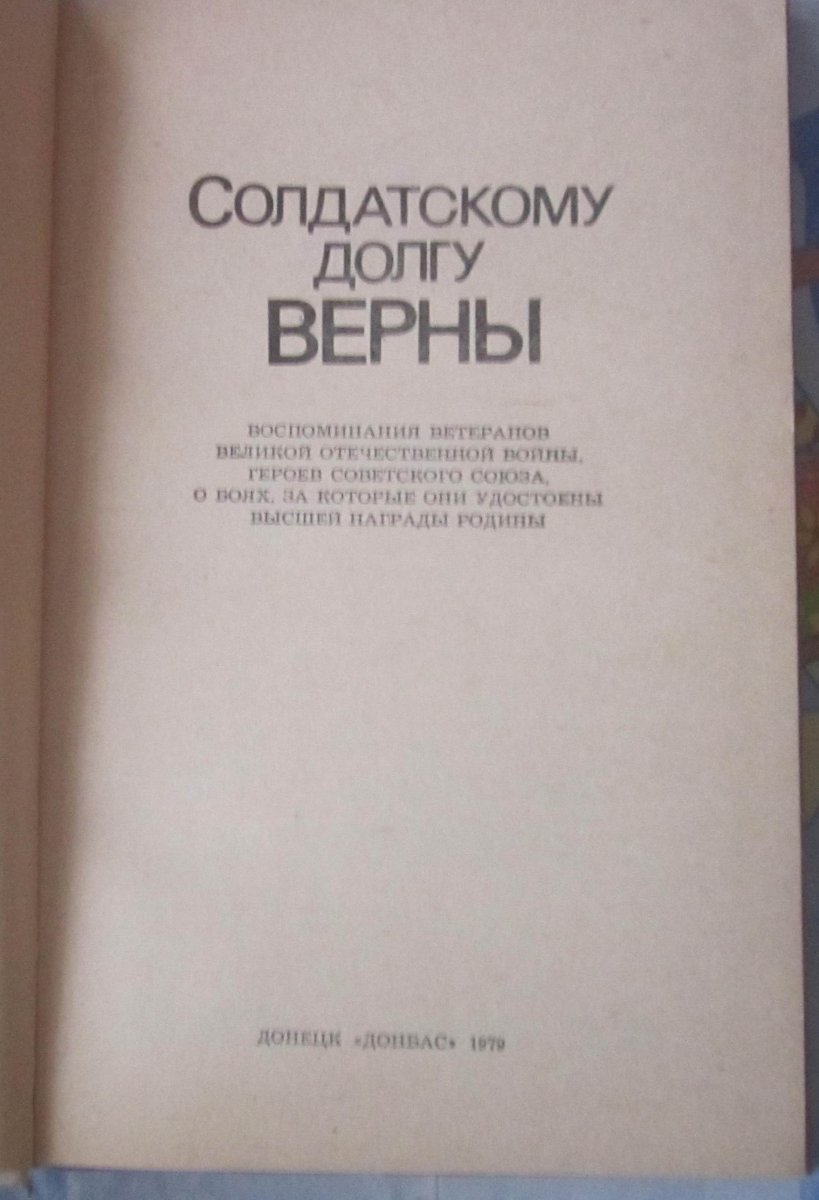 СОЛДАТСКОМУ
ДОЛГУ
ВЕРНЫ
ВОСПОМИНАНИЯ ВЕТЕРАНОВ
ВЕЛИКОЙ ОТЕЧЕСТВЕННОЙ ВОЙНЫ,
ГЕРОЕВ СОВЕТСКОГО СОЮЗА,
О БОЯХ, ЗА КОТОРЫЕ ОНИ УДОСТОЕНЫ
ВЫСШЕЙ НАГРАДЫ РОДИНЫ
ДОНЕЦК «ДОНБАС» 1979